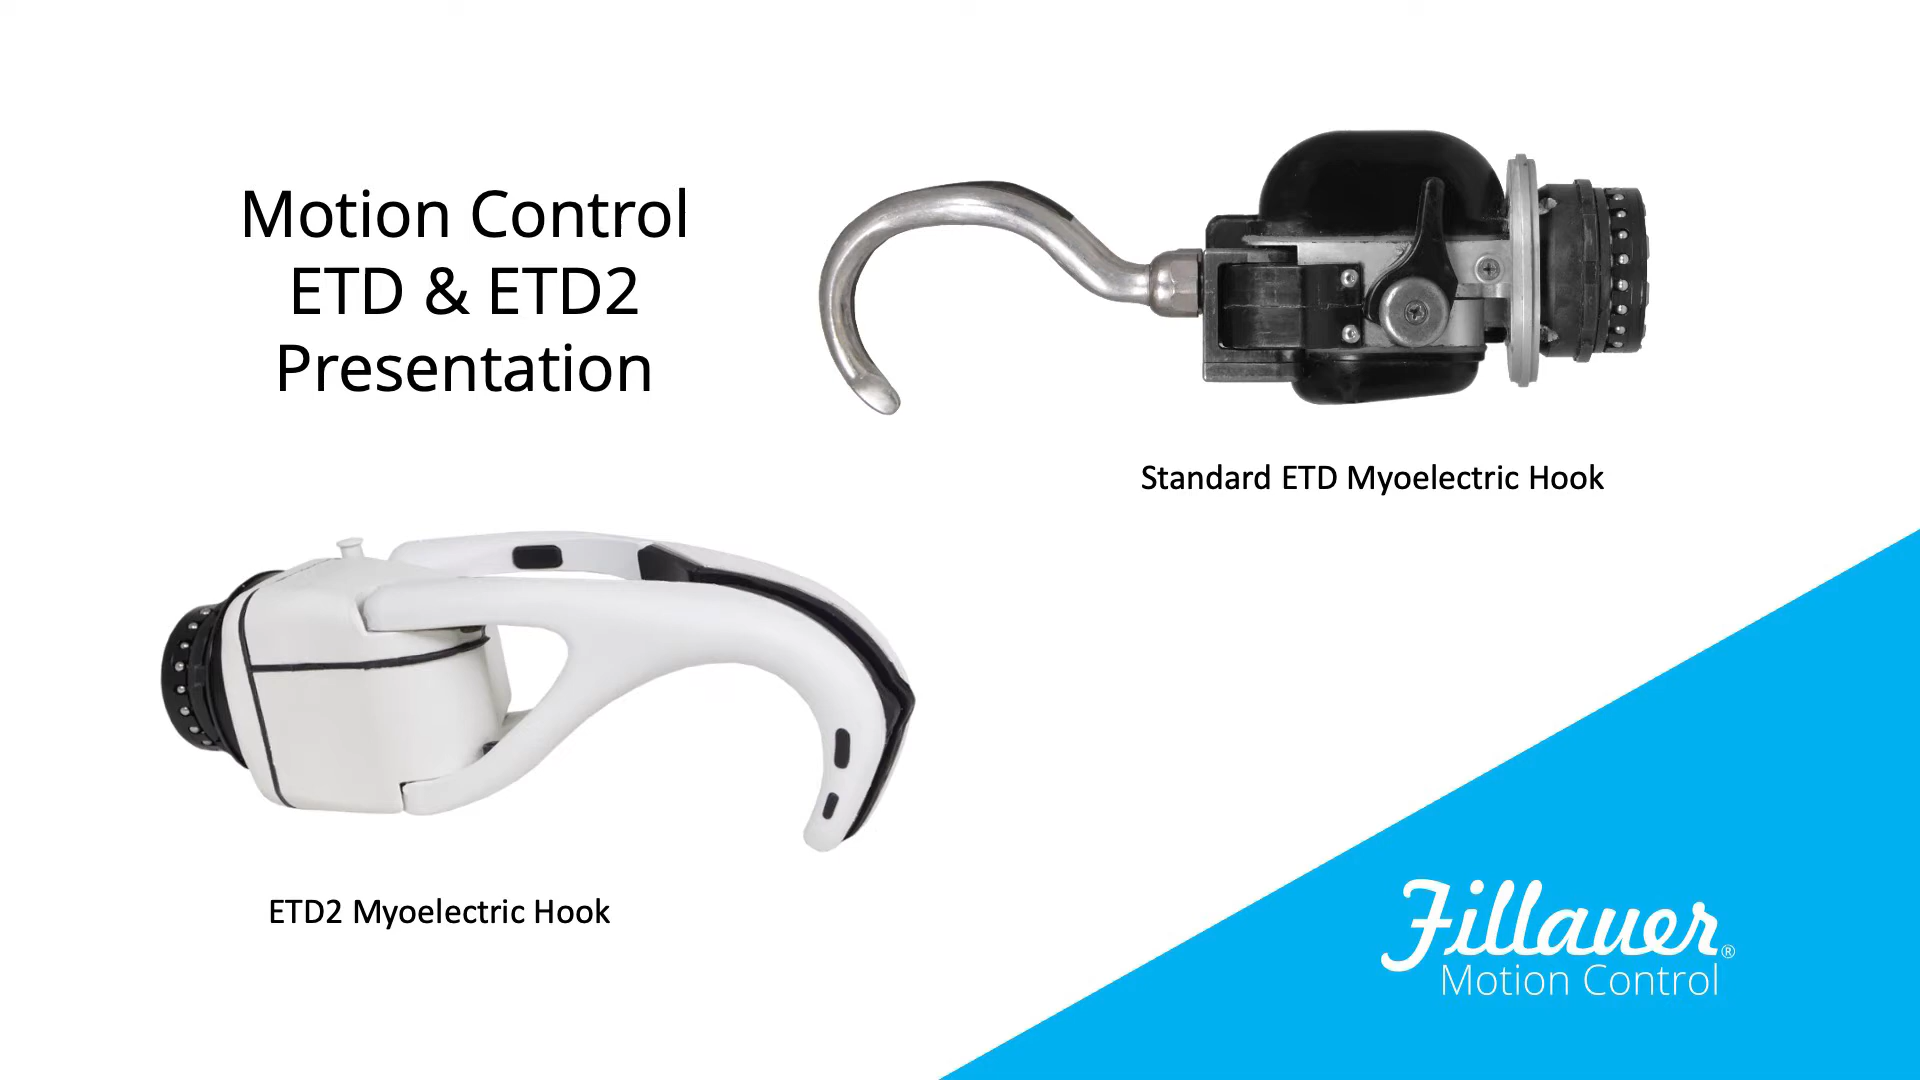 Motion Control
ETD & ETD2
Presentation
Standard ETD Myoelectric Hook
ETD2 Myoelectric Hook
Fillauer®
Motion Control